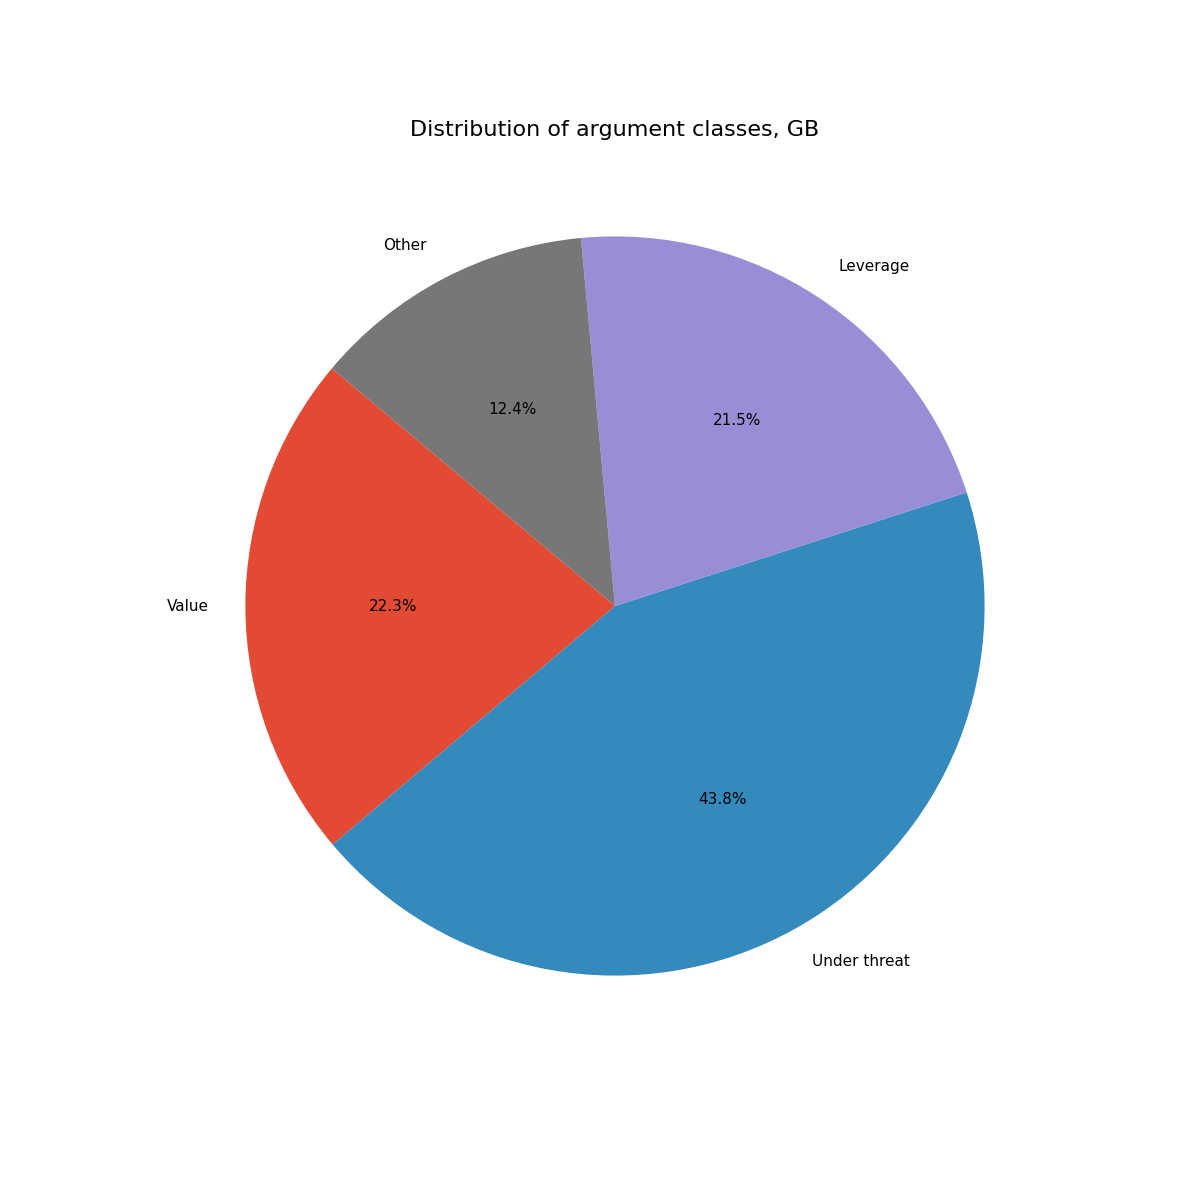 Distribution of argument classes, GB
Other
Leverage
12.4%
21.5%
Value
22.3%
43.8%
Under threat